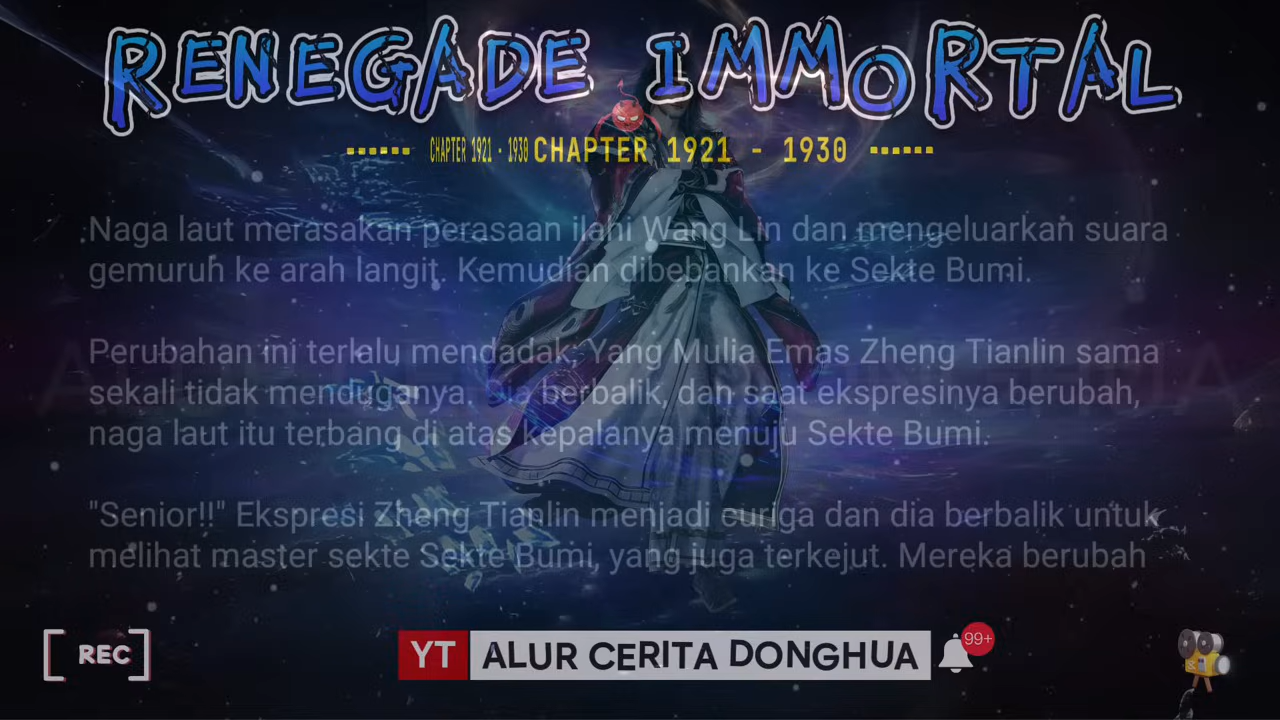 RENEGADE IMMORTAL
CHAPTER 1921 - 1930 CHAPTER 1921 - 1930
Naga laut merasakan perasaan ilahi Wang Lin dan mengeluarkan suara
gemuruh ke arah langit. Kemudian dibebankan ke Sekte Bumi.
Perubahan ini terlalu mendadak, Yang Mulia Emas Zheng Tianlin sama
sekali tidak menduganya. Dia berbalik, dan saat ekspresinya berubah,
naga laut itu terbang di atas kepalanya menuju Sekte Bumi.
"Senior!!" Ekspresi Zheng Tianlin menjadi curiga dan dia berbalik untuk
melihat master sekte Sekte Bumi, yang juga terkejut. Mereka berubah
[REC]
YT ALUR CERITA DONGHUA 99+